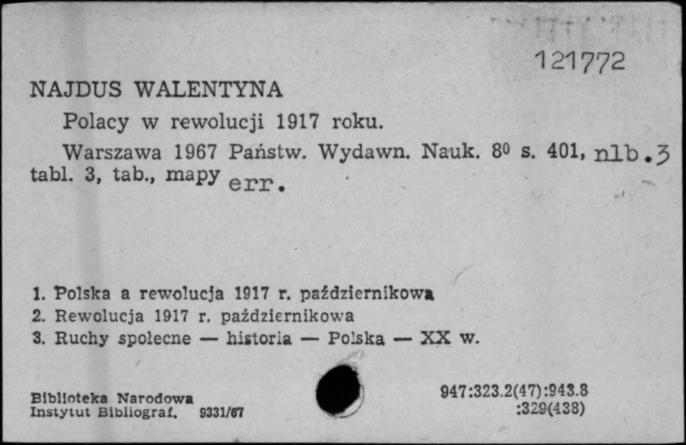 121772
NAJDUS WALENTYNA
Polacy w rewolucji 1917 roku.
Warszawa 1967 Państw. Wydawn. Nauk. 8⁰ s. 401, nlb.3
tabl. 3, tab., mapy err.
1. Polska a rewolucja 1917 r. październikowa
2. Rewolucja 1917 r. październikowa
3. Ruchy społecne — historia — Polska — XX w.
Biblioteka Narodowa
Instytut Bibliograf. 9331/67
947:323.2(47):943.8
:329(438)